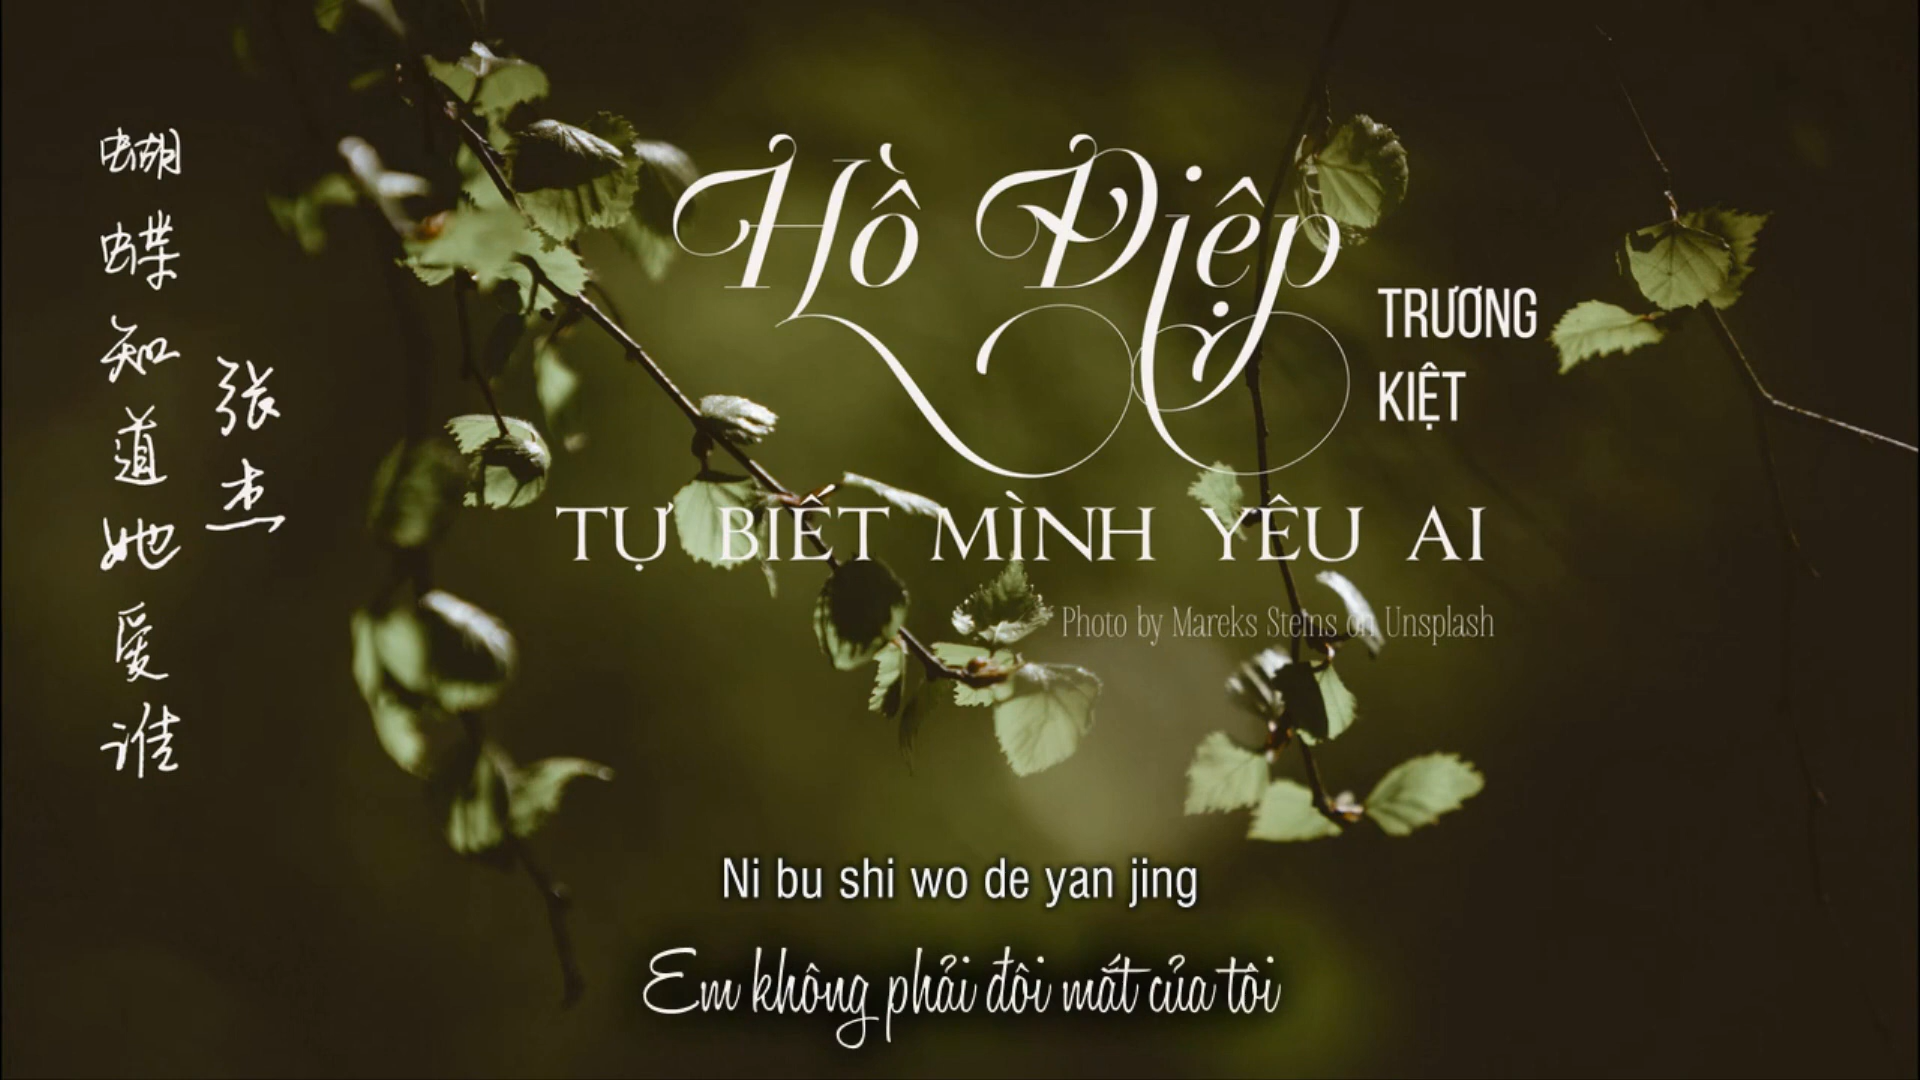 蝴蝶知道她爱谁
张杰
Hồ Điệp
TRƯƠNG
KIỆT
TỰ BIẾT MÌNH YÊU AI
Photo by Mareks Steins on Unsplash
Ni bu shi wo de yan jing
Em không phải đôi mắt của tôi